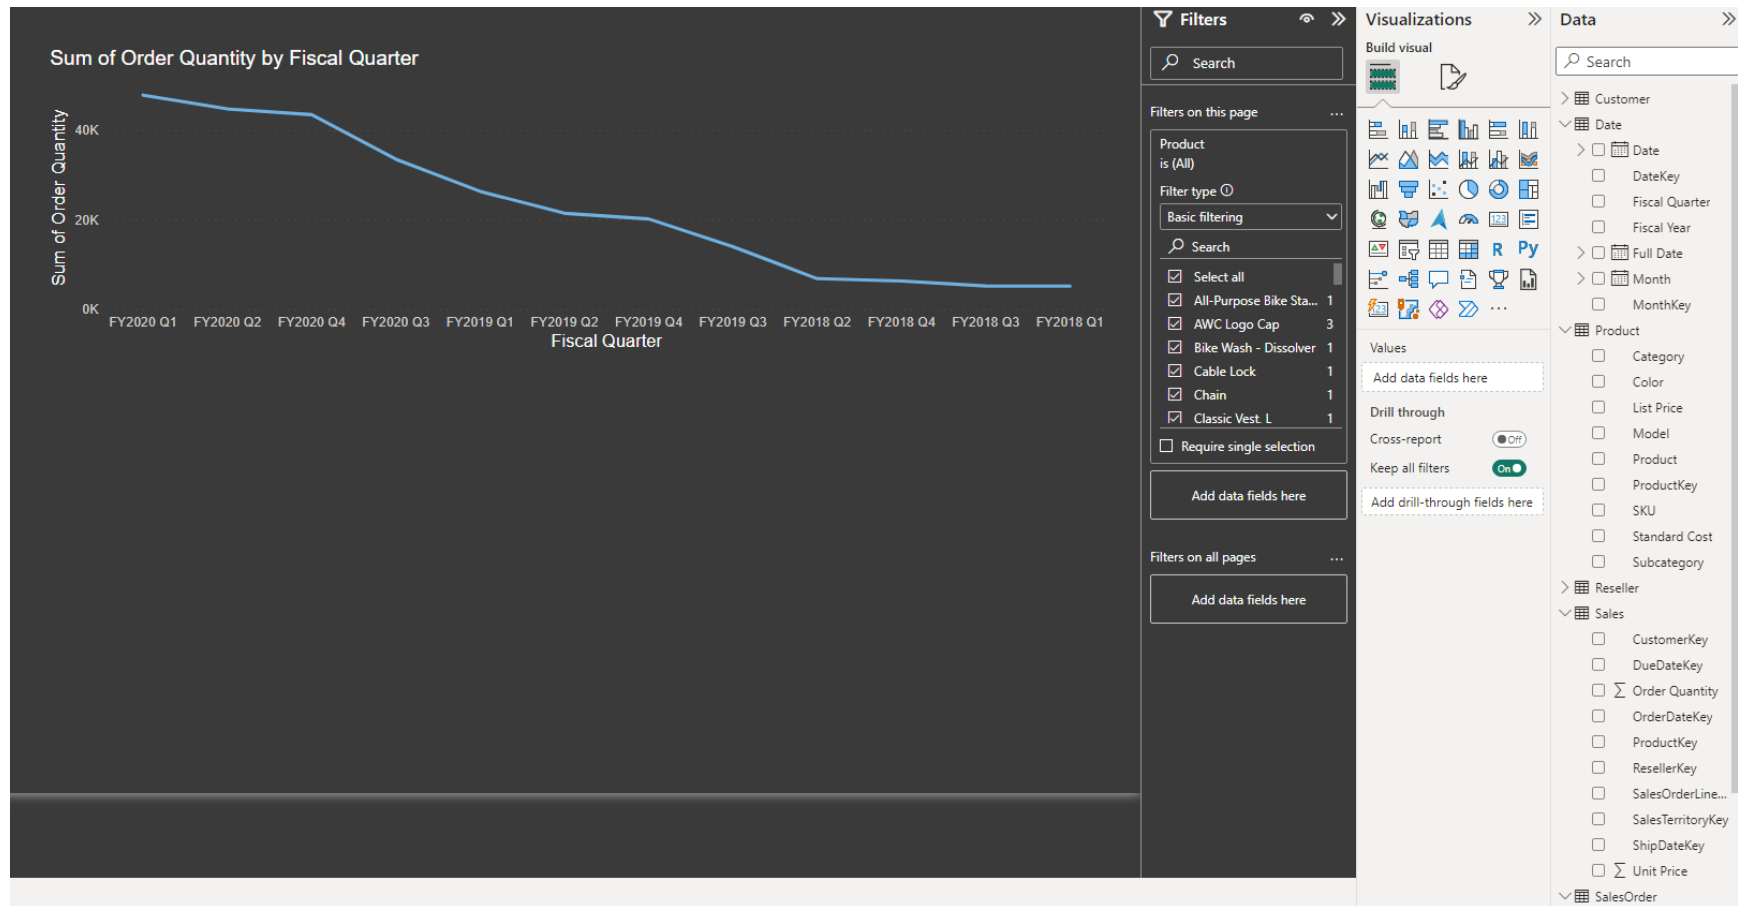 Sum of Order Quantity by Fiscal Quarter
Sum of Order Quantity
40K
20K
0K
FY2020 Q1 FY2020 Q2 FY2020 Q4 FY2020 Q3 FY2019 Q1 FY2019 Q2 FY2019 Q4 FY2019 Q3 FY2018 Q2 FY2018 Q4 FY2018 Q3 FY2018 Q1
Fiscal Quarter
Filters
Search
Filters on this page
Product
is (All)
Filter type
Basic filtering
Search
Select all
All-Purpose Bike Sta... 1
AWC Logo Cap 3
Bike Wash - Dissolver 1
Cable Lock 1
Chain 1
Classic Vest, L 1
Require single selection
Add data fields here
Filters on all pages
Add data fields here
Visualizations
Build visual
123
R
Py
123
Values
Add data fields here
Drill through
Cross-report Off
Keep all filters On
Add drill-through fields here
Data
Search
Customer
Date
Date
DateKey
Fiscal Quarter
Fiscal Year
Full Date
Month
MonthKey
Product
Category
Color
List Price
Model
Product
ProductKey
SKU
Standard Cost
Subcategory
Reseller
Sales
CustomerKey
DueDateKey
Order Quantity
OrderDateKey
ProductKey
ResellerKey
SalesOrderLine...
SalesTerritoryKey
ShipDateKey
Unit Price
SalesOrder